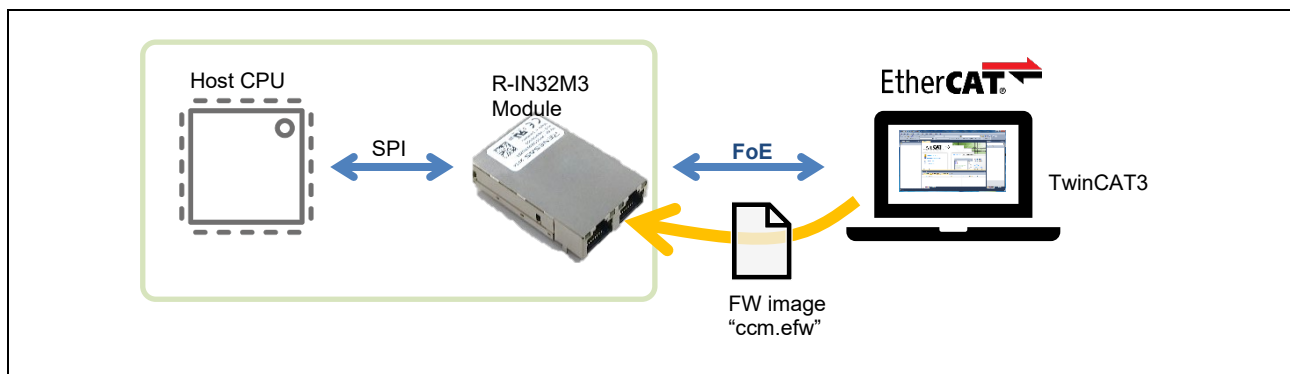 Host CPU
SPI
R-IN32M3
Module
FoE
EtherCAT®
TwinCAT3
FW image
“ccm.efw”